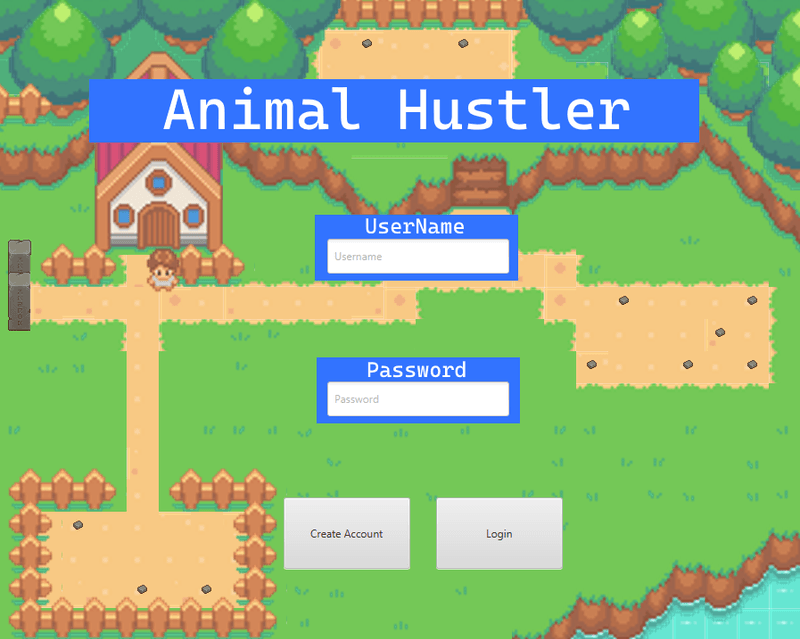 Animal Hustler
UserName
Username
Password
Password
Create Account
Login